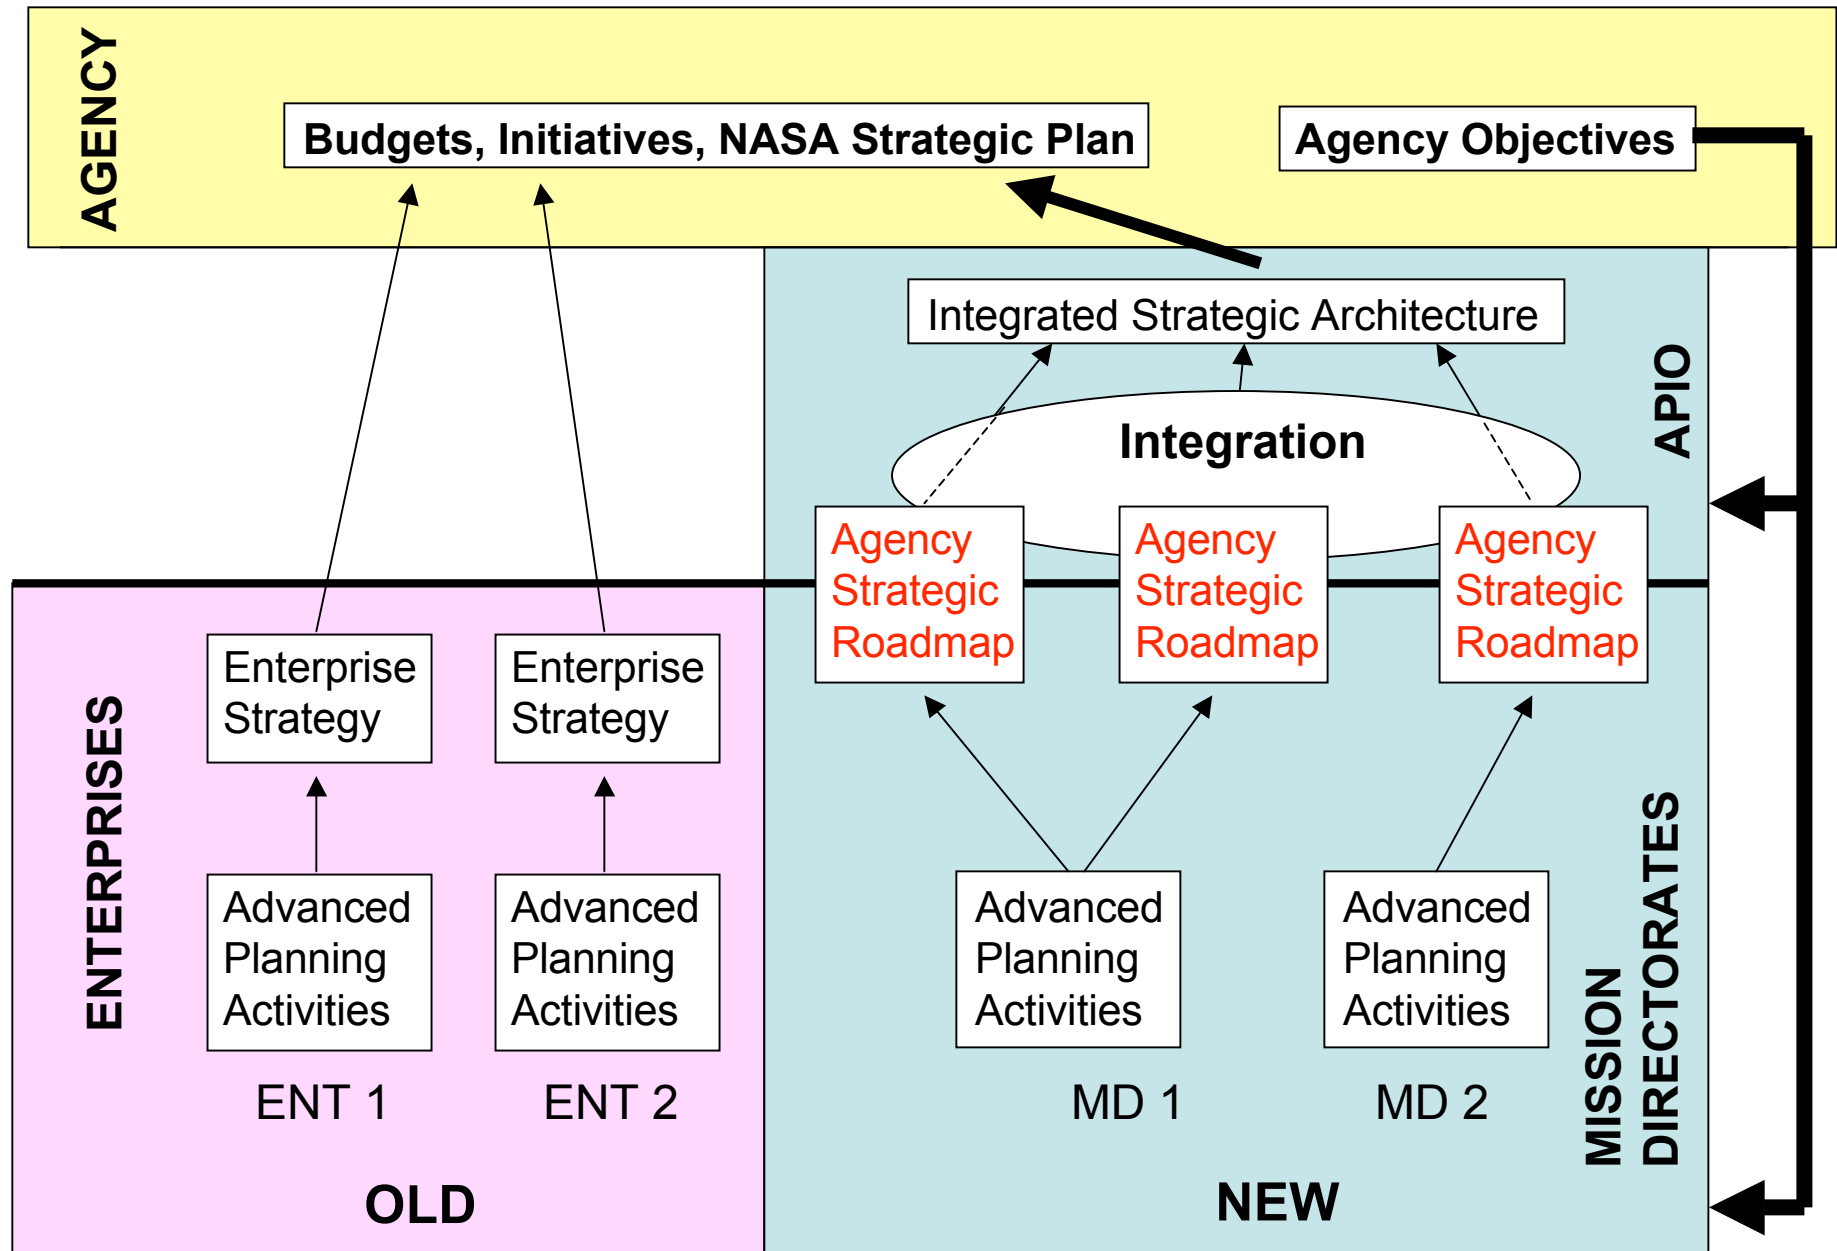 AGENCY
Budgets, Initiatives, NASA Strategic Plan
Agency Objectives
Integrated Strategic Architecture
APIO
Integration
Agency
Strategic
Roadmap
Agency
Strategic
Roadmap
Agency
Strategic
Roadmap
ENTERPRISES
Enterprise
Strategy
Enterprise
Strategy
Advanced
Planning
Activities
Advanced
Planning
Activities
Advanced
Planning
Activities
Advanced
Planning
Activities
MISSION
DIRECTORATES
ENT 1
ENT 2
MD 1
MD 2
OLD
NEW